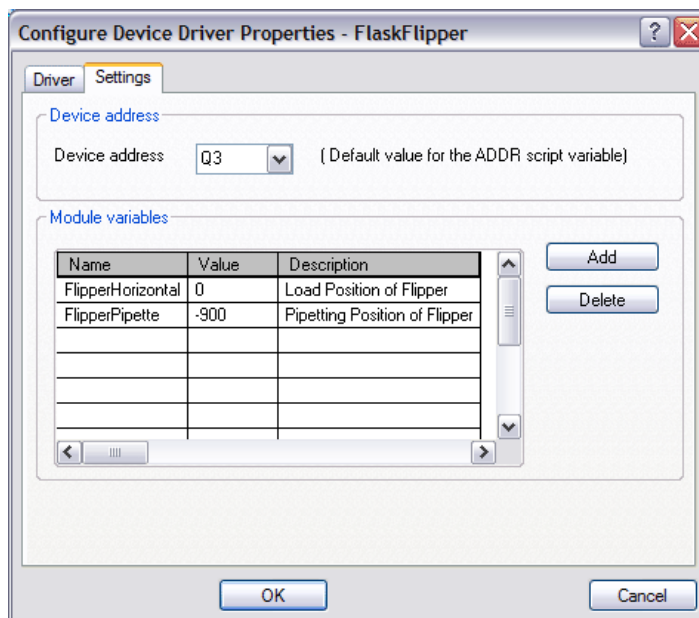 Configure Device Driver Properties - FlaskFlipper
Driver Settings
Device address
Device address Q3 ( Default value for the ADDR script variable)
Module variables
Name Value Description Add
FlipperHorizontal 0 Load Position of Flipper Delete
FlipperPipette -900 Pipetting Position of Flipper
OK Cancel